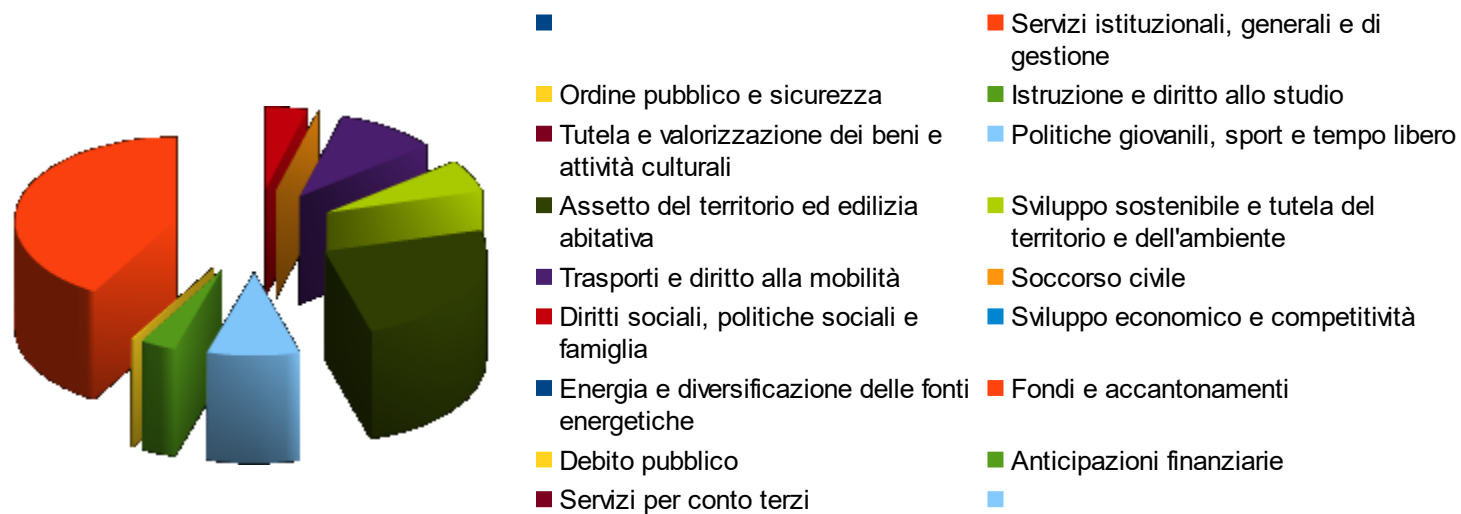 Servizi istituzionali, generali e di
gestione
Ordine pubblico e sicurezza
Istruzione e diritto allo studio
Tutela e valorizzazione dei beni e
attività culturali
Politiche giovanili, sport e tempo libero
Assetto del territorio ed edilizia
abitativa
Sviluppo sostenibile e tutela del
territorio e dell'ambiente
Trasporti e diritto alla mobilità
Soccorso civile
Diritti sociali, politiche sociali e
famiglia
Sviluppo economico e competitività
Energia e diversificazione delle fonti
energetiche
Fondi e accantonamenti
Debito pubblico
Anticipazioni finanziarie
Servizi per conto terzi